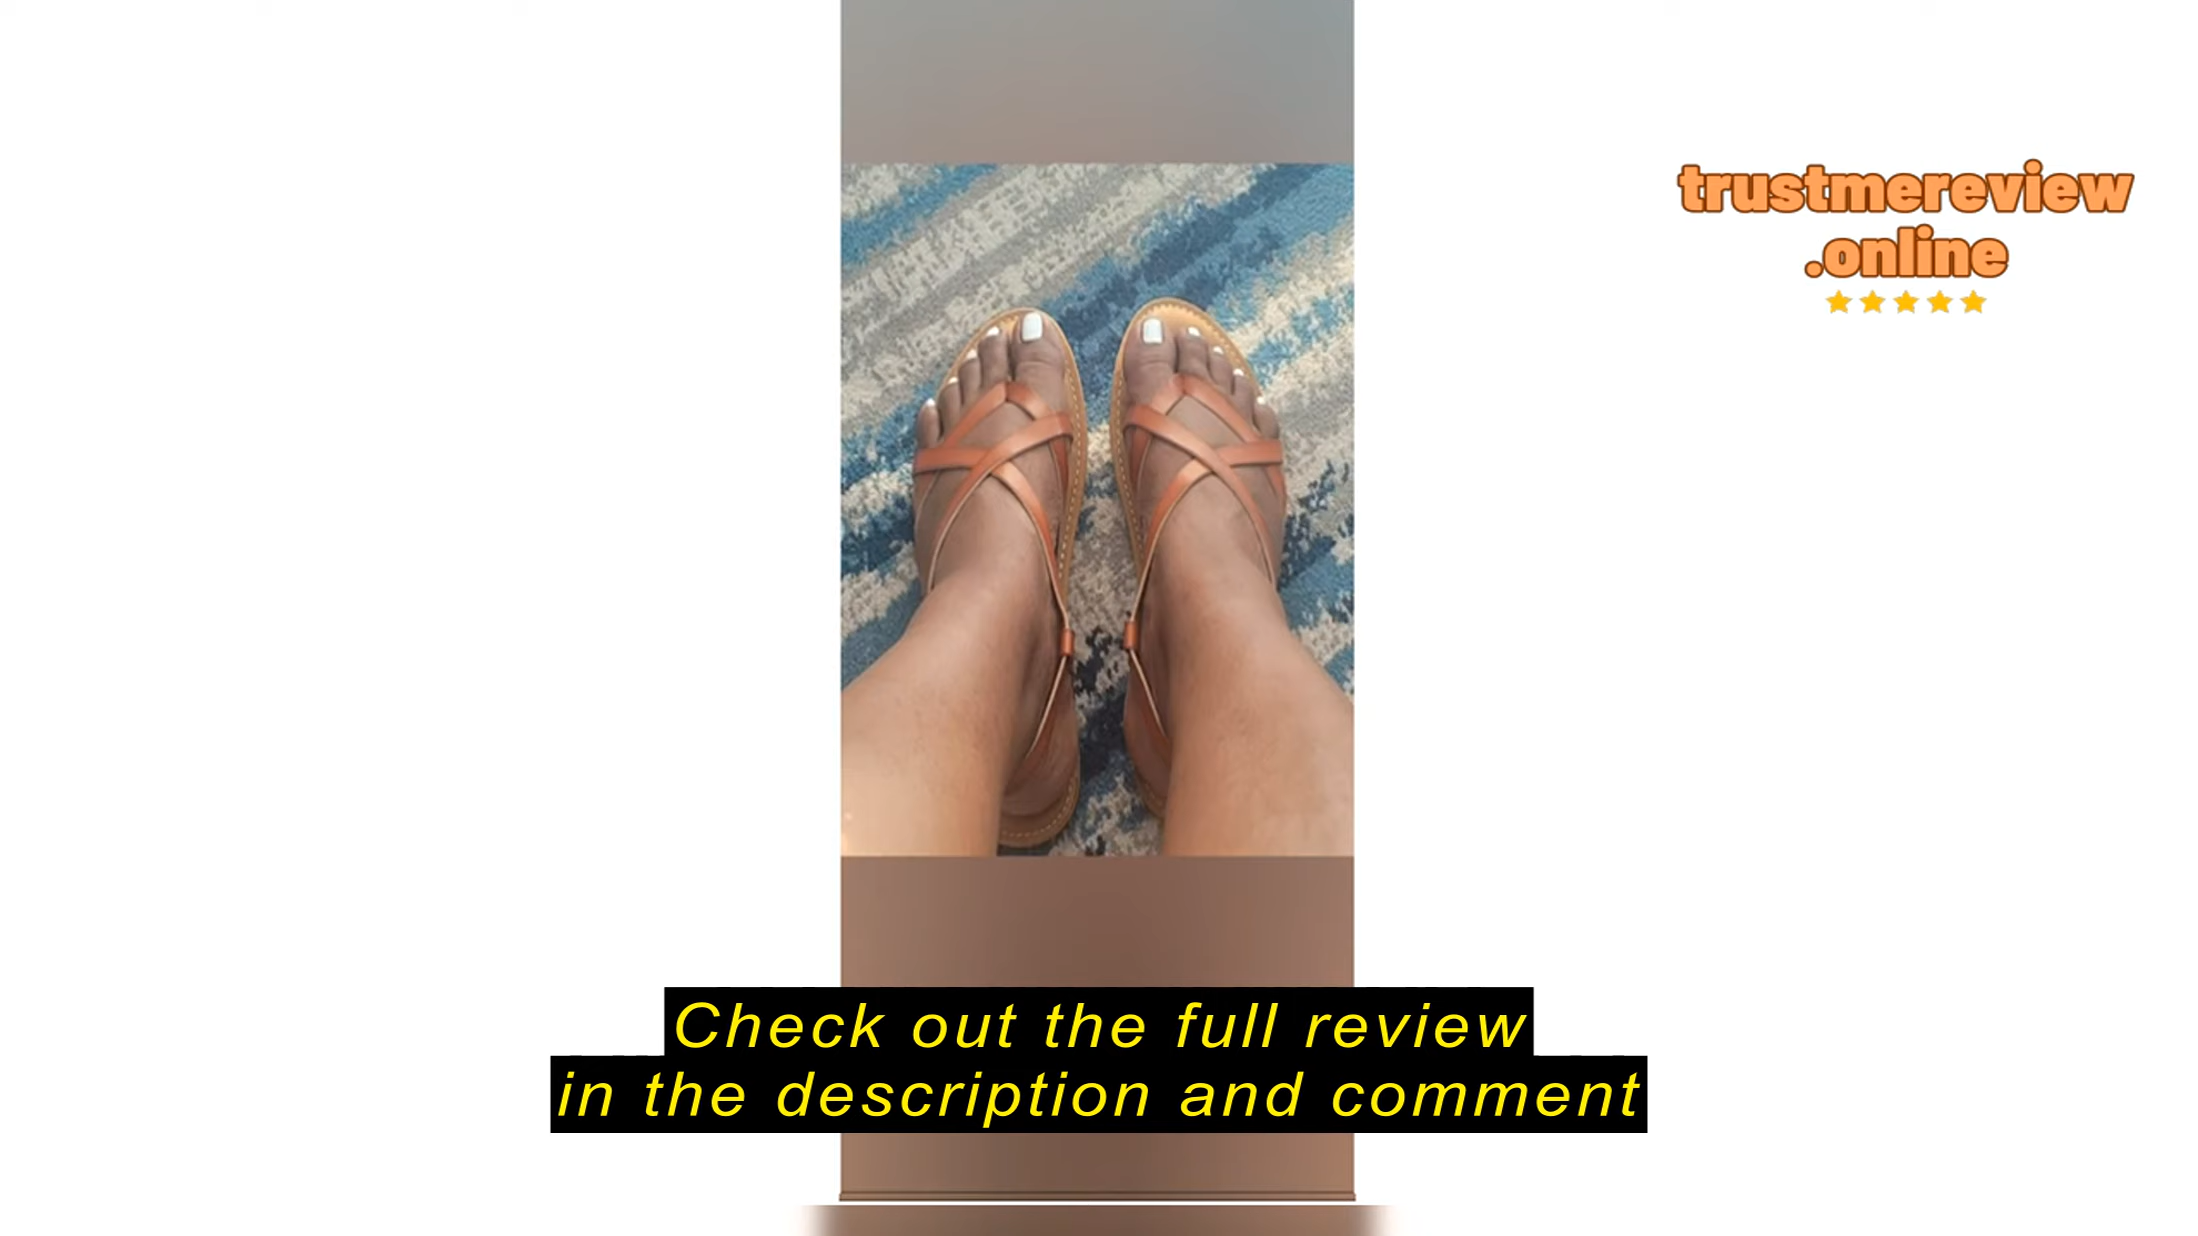 trustmereview
.online
Check out the full review
in the description and comment